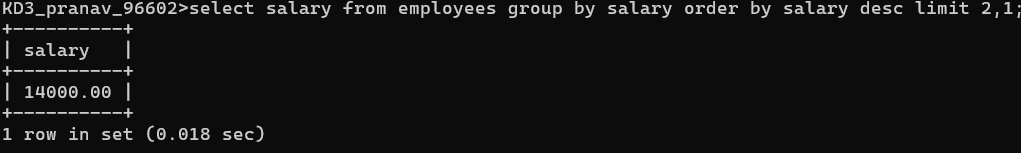 KD3_pranav_96602>select salary from employees group by salary order by salary desc limit 2,1;
+----------+
| salary   |
+----------+
| 14000.00 |
+----------+
1 row in set (0.018 sec)